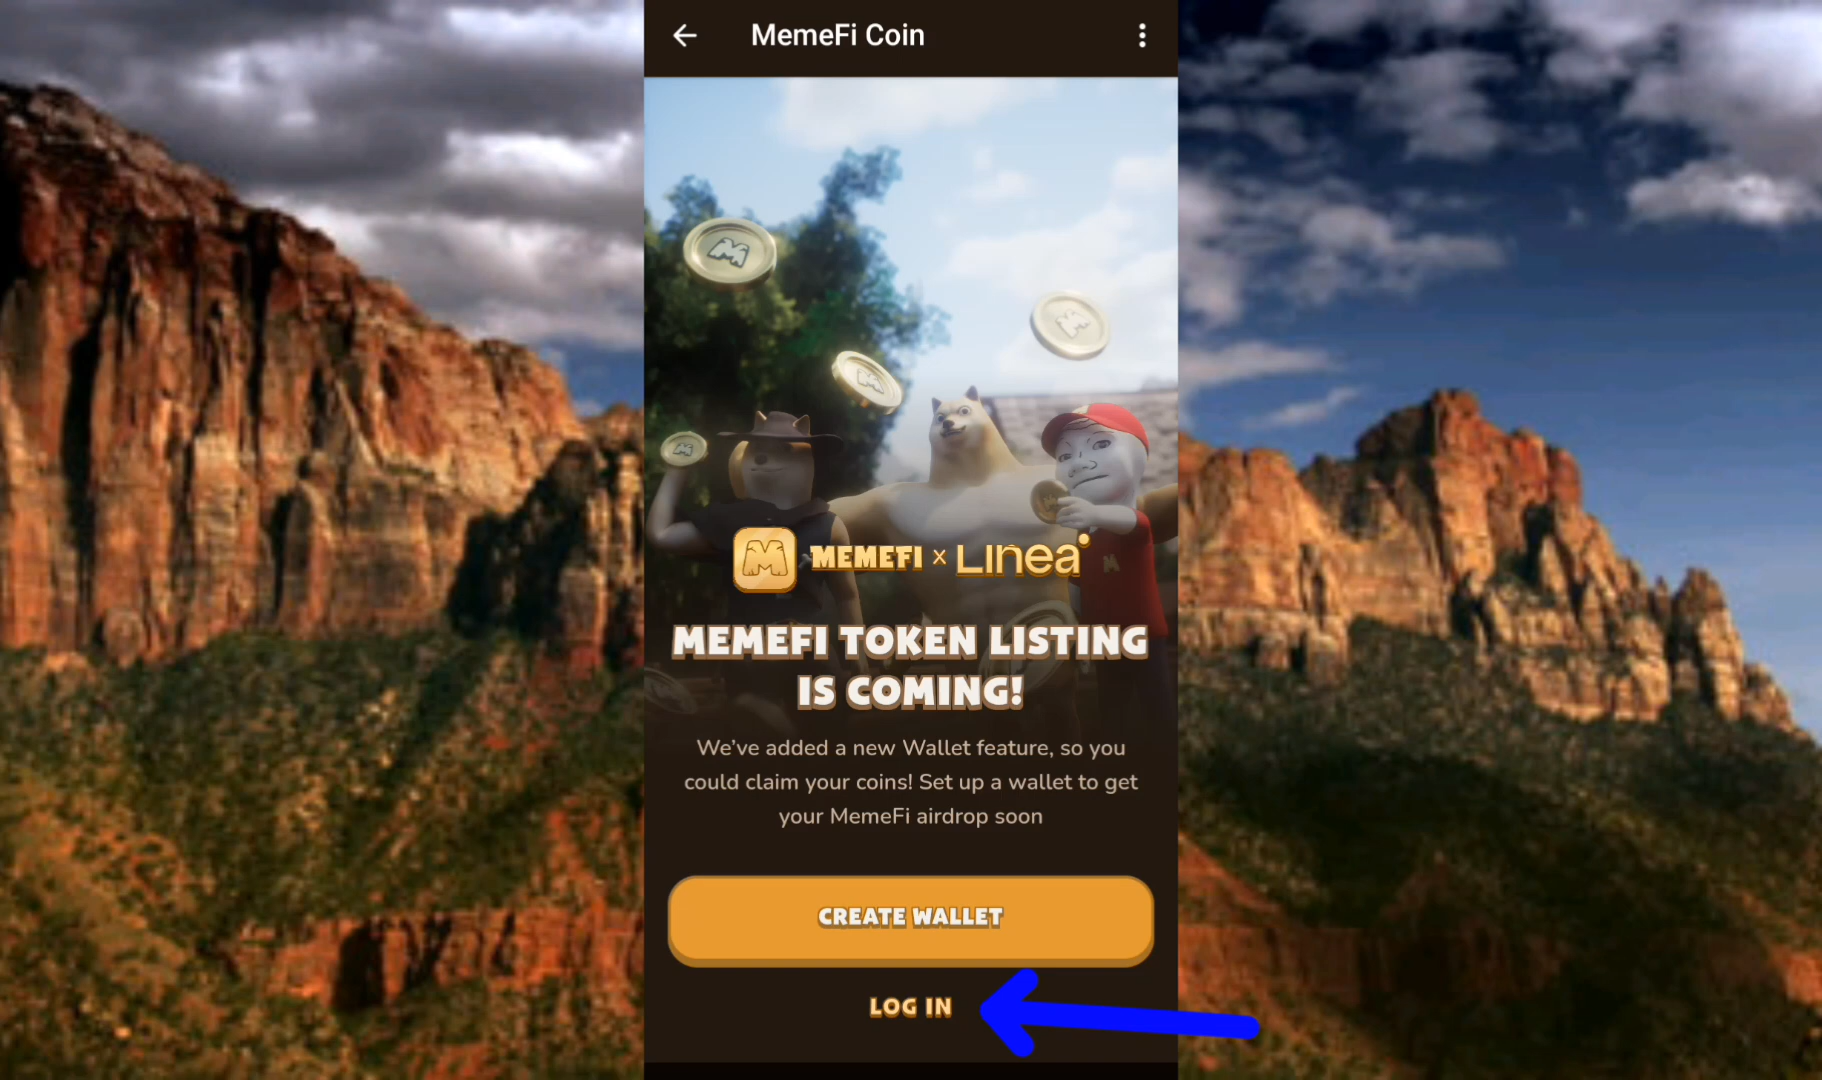 MemeFi Coin
MEMEFI × Linea
MEMEFI TOKEN LISTING
IS COMING!
We’ve added a new Wallet feature, so you
could claim your coins! Set up a wallet to get
your MemeFi airdrop soon
CREATE WALLET
LOG IN